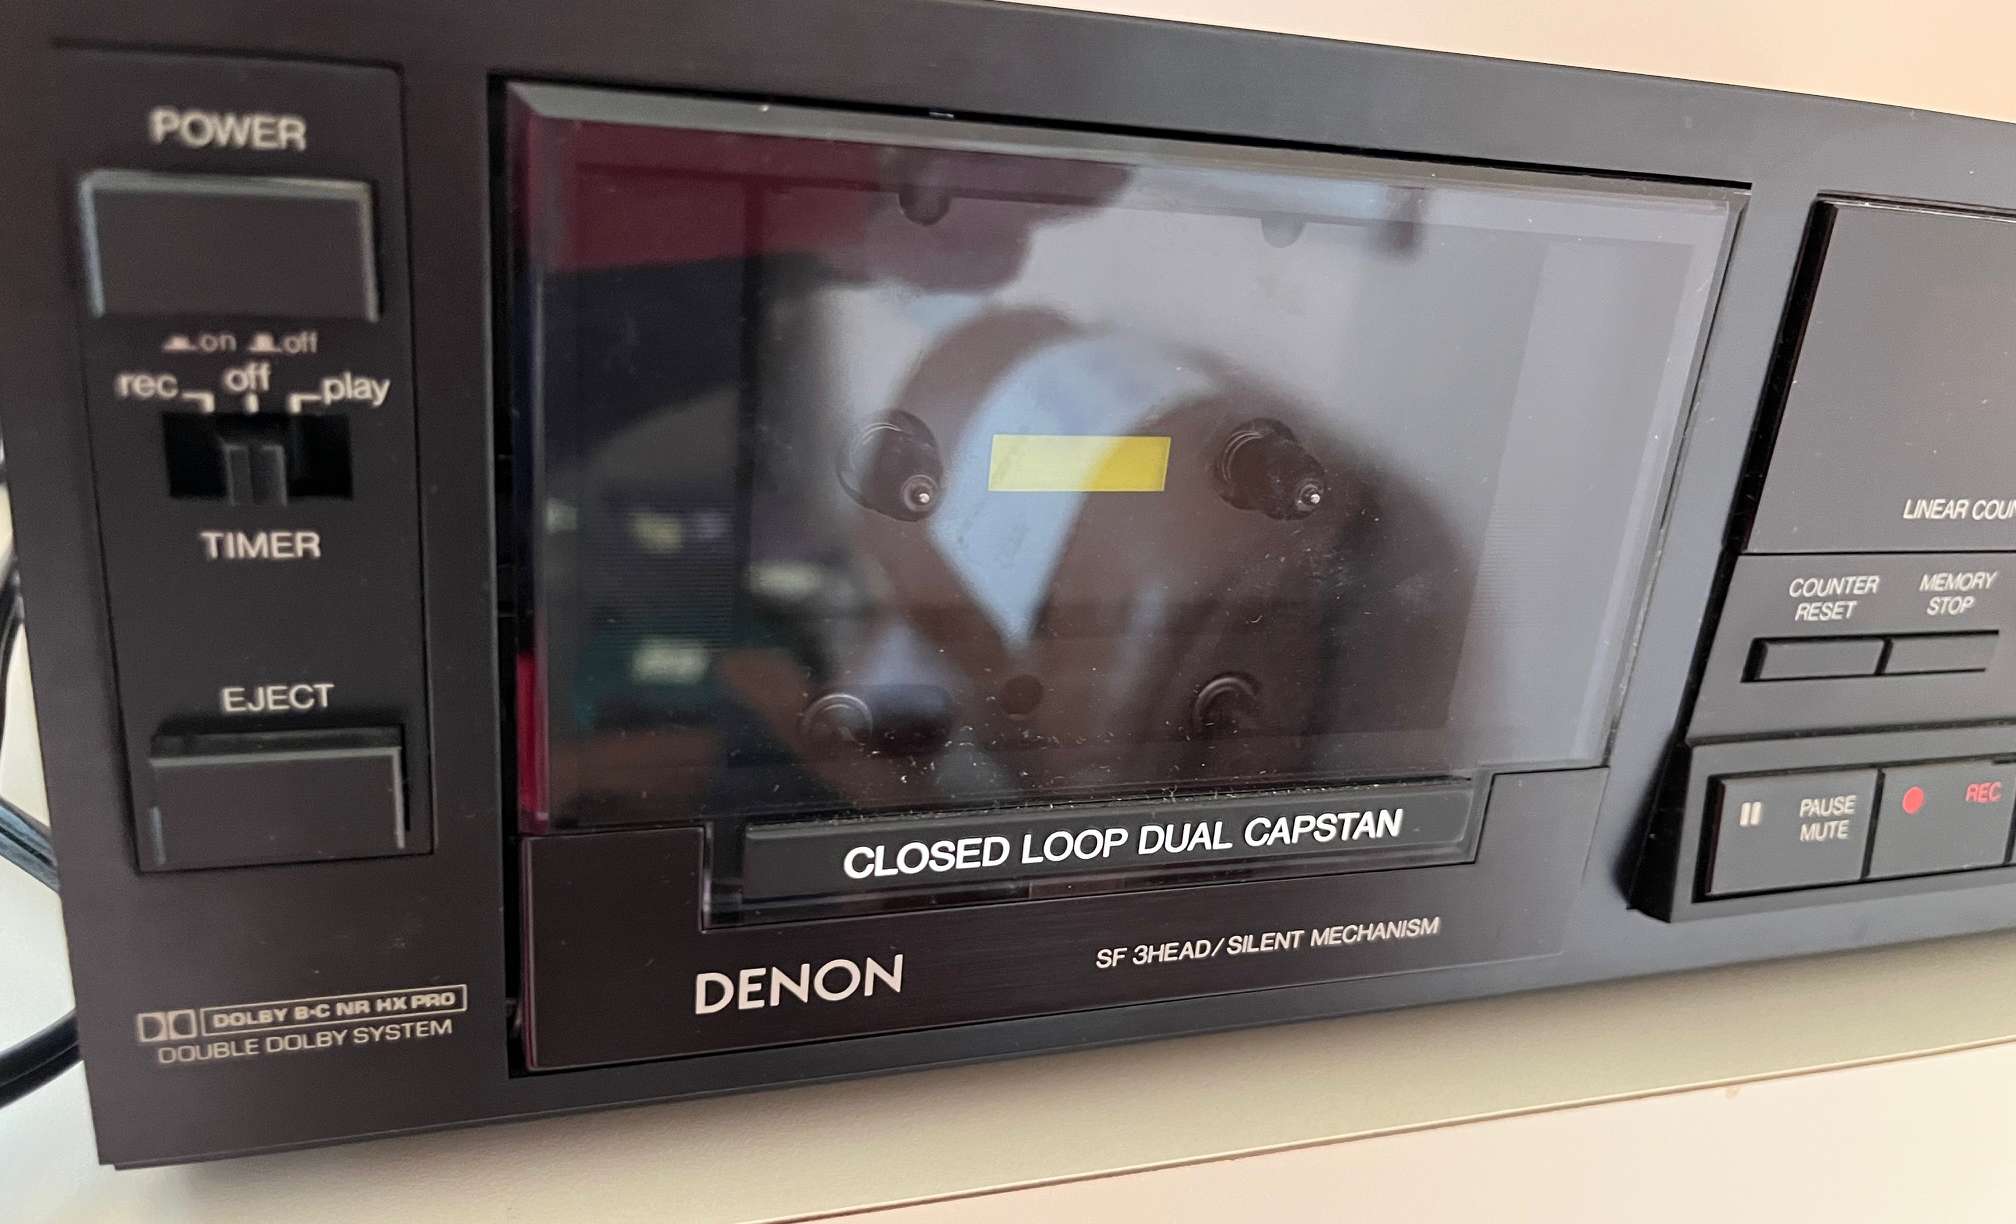 POWER
on off
rec off play
TIMER
EJECT
DOLBY B·C NR HX PRO
DOUBLE DOLBY SYSTEM
CLOSED LOOP DUAL CAPSTAN
DENON
SF 3HEAD/SILENT MECHANISM
LINEAR COUN
COUNTER
RESET
MEMORY
STOP
PAUSE
MUTE
REC